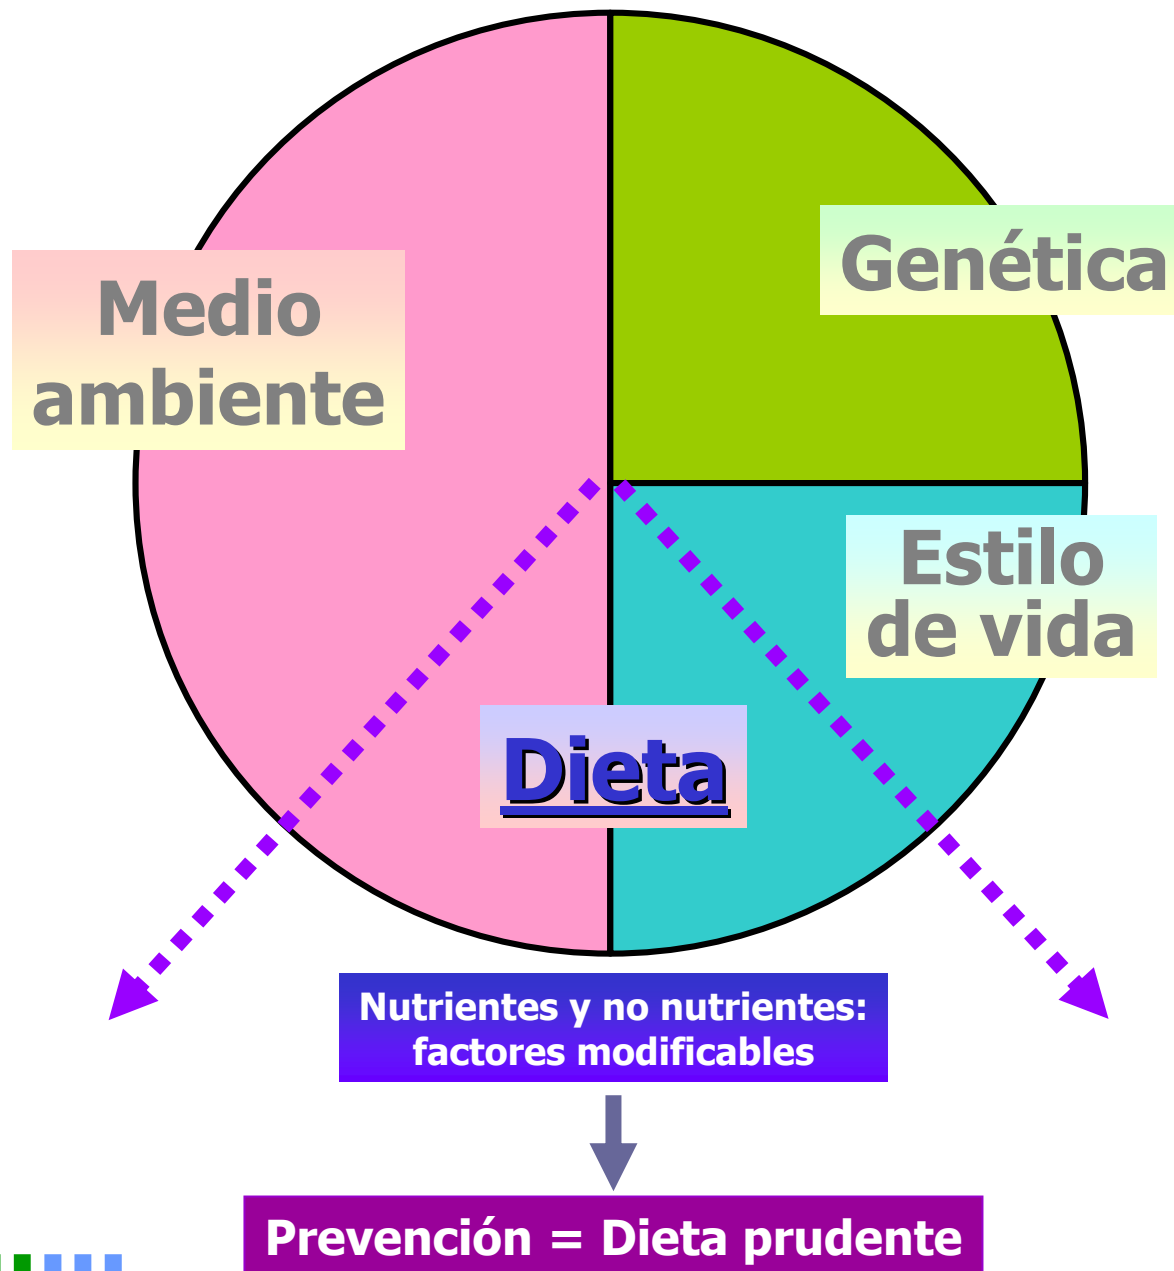 Genética
Medio
ambiente
Estilo
de vida
Dieta
Nutrientes y no nutrientes:
factores modificables
Prevención = Dieta prudente